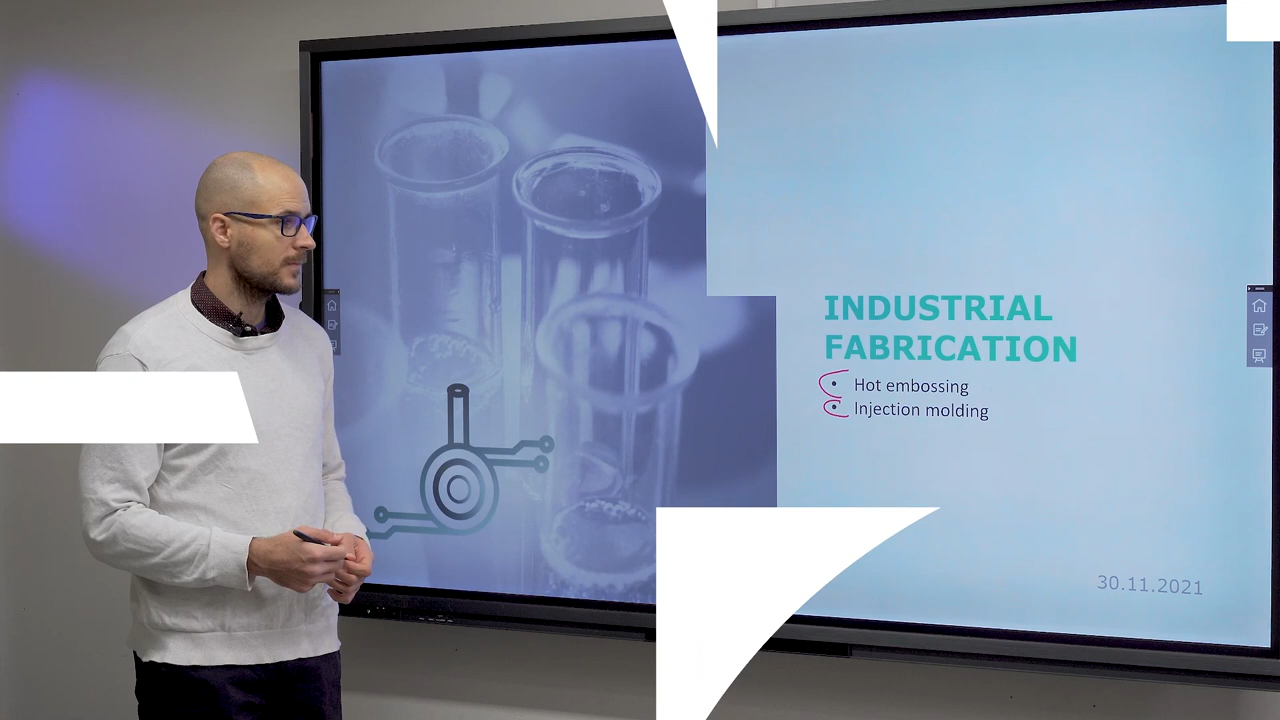 INDUSTRIAL
FABRICATION
• Hot embossing
• Injection molding
30.11.2021